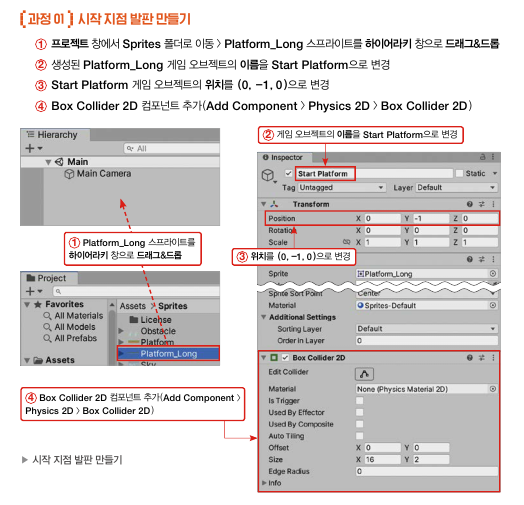 [과정 01] 시작 지점 발판 만들기
① 프로젝트 창에서 Sprites 폴더로 이동 > Platform_Long 스프라이트를 하이어라키 창으로 드래그&드롭
② 생성된 Platform_Long 게임 오브젝트의 이름을 Start Platform으로 변경
③ Start Platform 게임 오브젝트의 위치를 (0, -1, 0)으로 변경
④ Box Collider 2D 컴포넌트 추가(Add Component > Physics 2D > Box Collider 2D)
Hierarchy
+ ▾ All
▼ Main
Main Camera
① Platform_Long 스프라이트를
하이어라키 창으로 드래그&드롭
Project
+ ▾
▼ ★ Favorites
All Materials
All Models
All Prefabs
▼ Assets
Assets > Sprites
License
Obstacle
Platform
Platform_Long
Sky
④ Box Collider 2D 컴포넌트 추가(Add Component >
Physics 2D > Box Collider 2D)
▶ 시작 지점 발판 만들기
② 게임 오브젝트의 이름을 Start Platform으로 변경
Inspector
Start Platform Static
Tag Untagged Layer Default
Transform
Position X 0 Y -1 Z 0
Rotation X 0 Y 0 Z 0
Scale X 1 Y 1 Z 1
③ 위치를 (0, -1, 0)으로 변경
Sprite Platform_Long
Sprite Sort Point Center
Material Sprites-Default
▼ Additional Settings
Sorting Layer Default
Order in Layer 0
Box Collider 2D
Edit Collider
Material None (Physics Material 2D)
Is Trigger
Used By Effector
Used By Composite
Auto Tiling
Offset X 0 Y 0
Size X 16 Y 2
Edge Radius 0
▶ Info